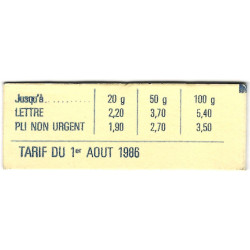 Jusqu'à.............. 20 g 50 g 100 g
LETTRE 2,20 3,70 5,40
PLI NON URGENT 1,90 2,70 3,50
TARIF DU 1er AOUT 1986